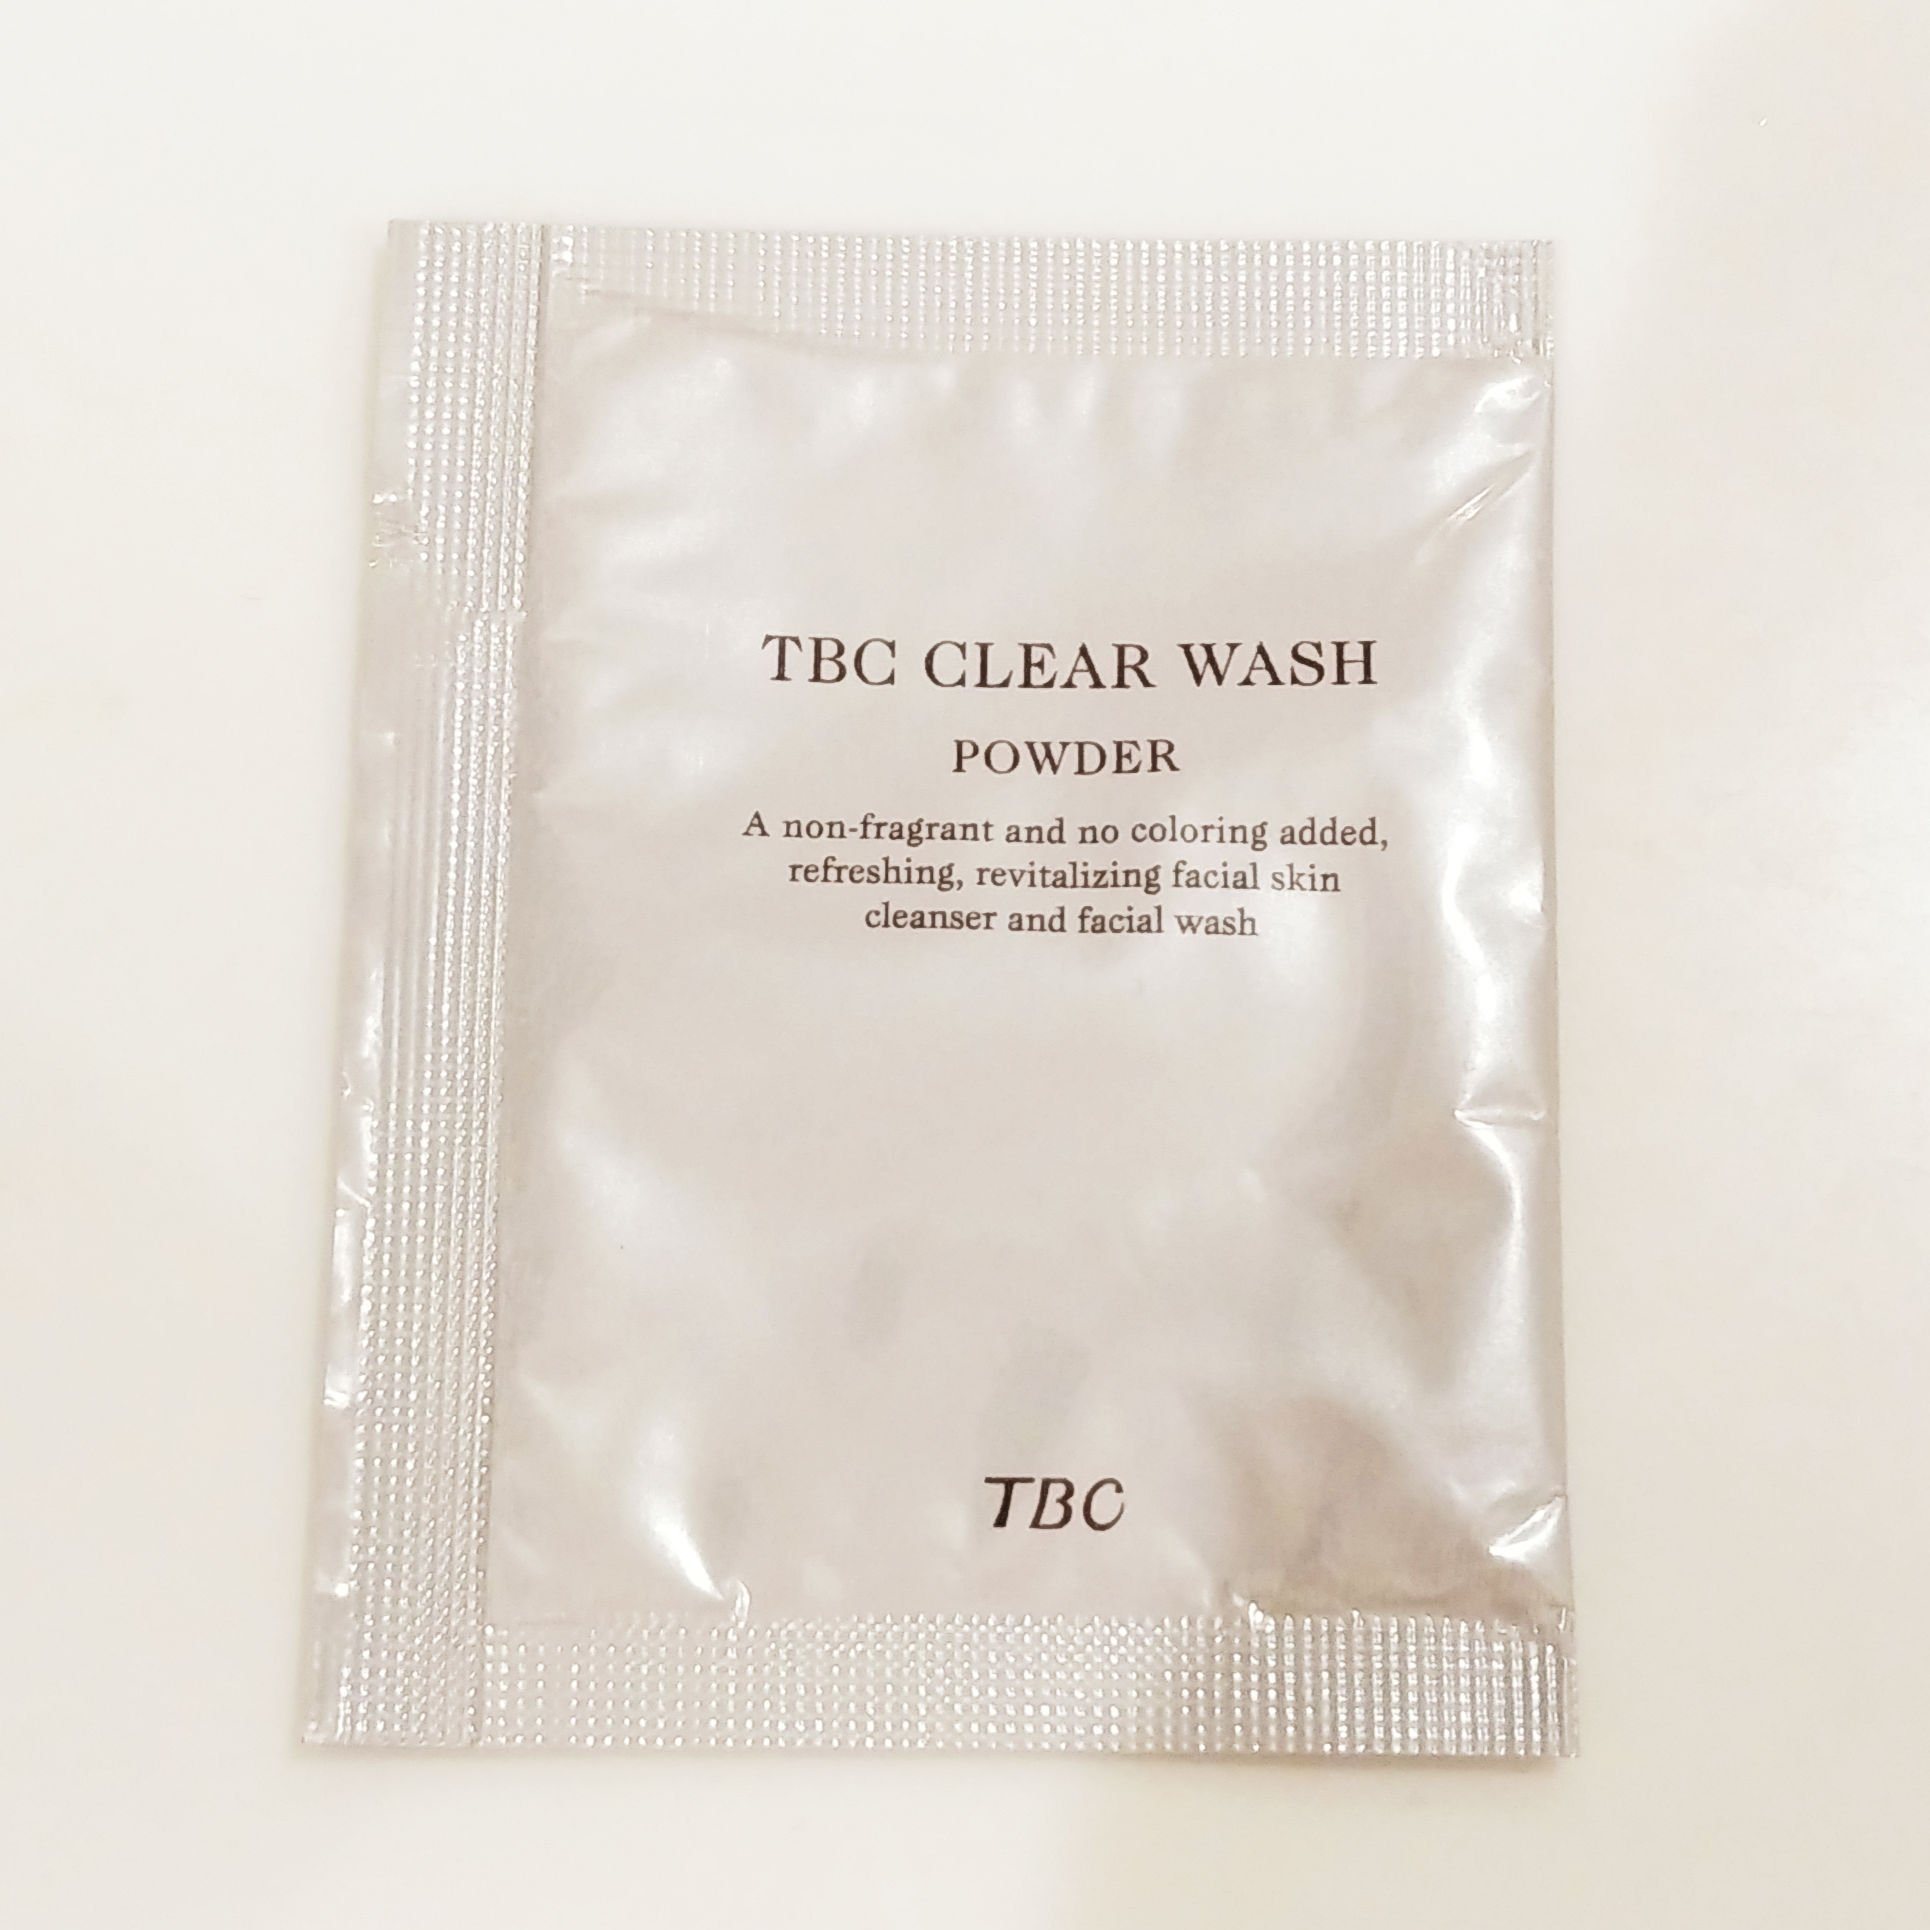 TBC CLEAR WASH
POWDER
A non-fragrant and no coloring added,
refreshing, revitalizing facial skin
cleanser and facial wash
TBC